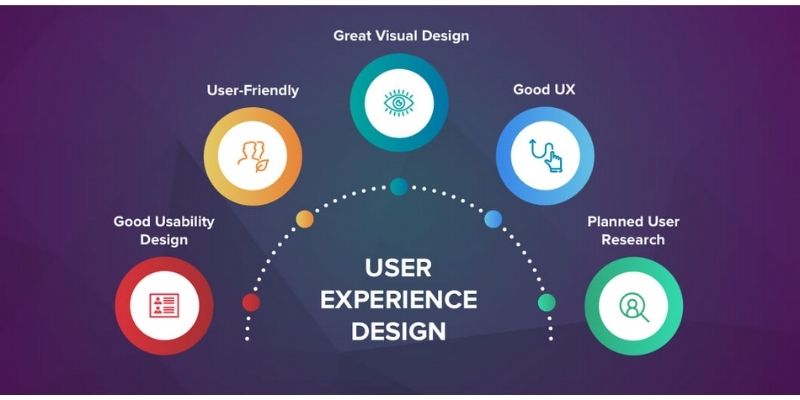 Great Visual Design
User-Friendly
Good UX
Good Usability
Design
Planned User
Research
USER
EXPERIENCE
DESIGN